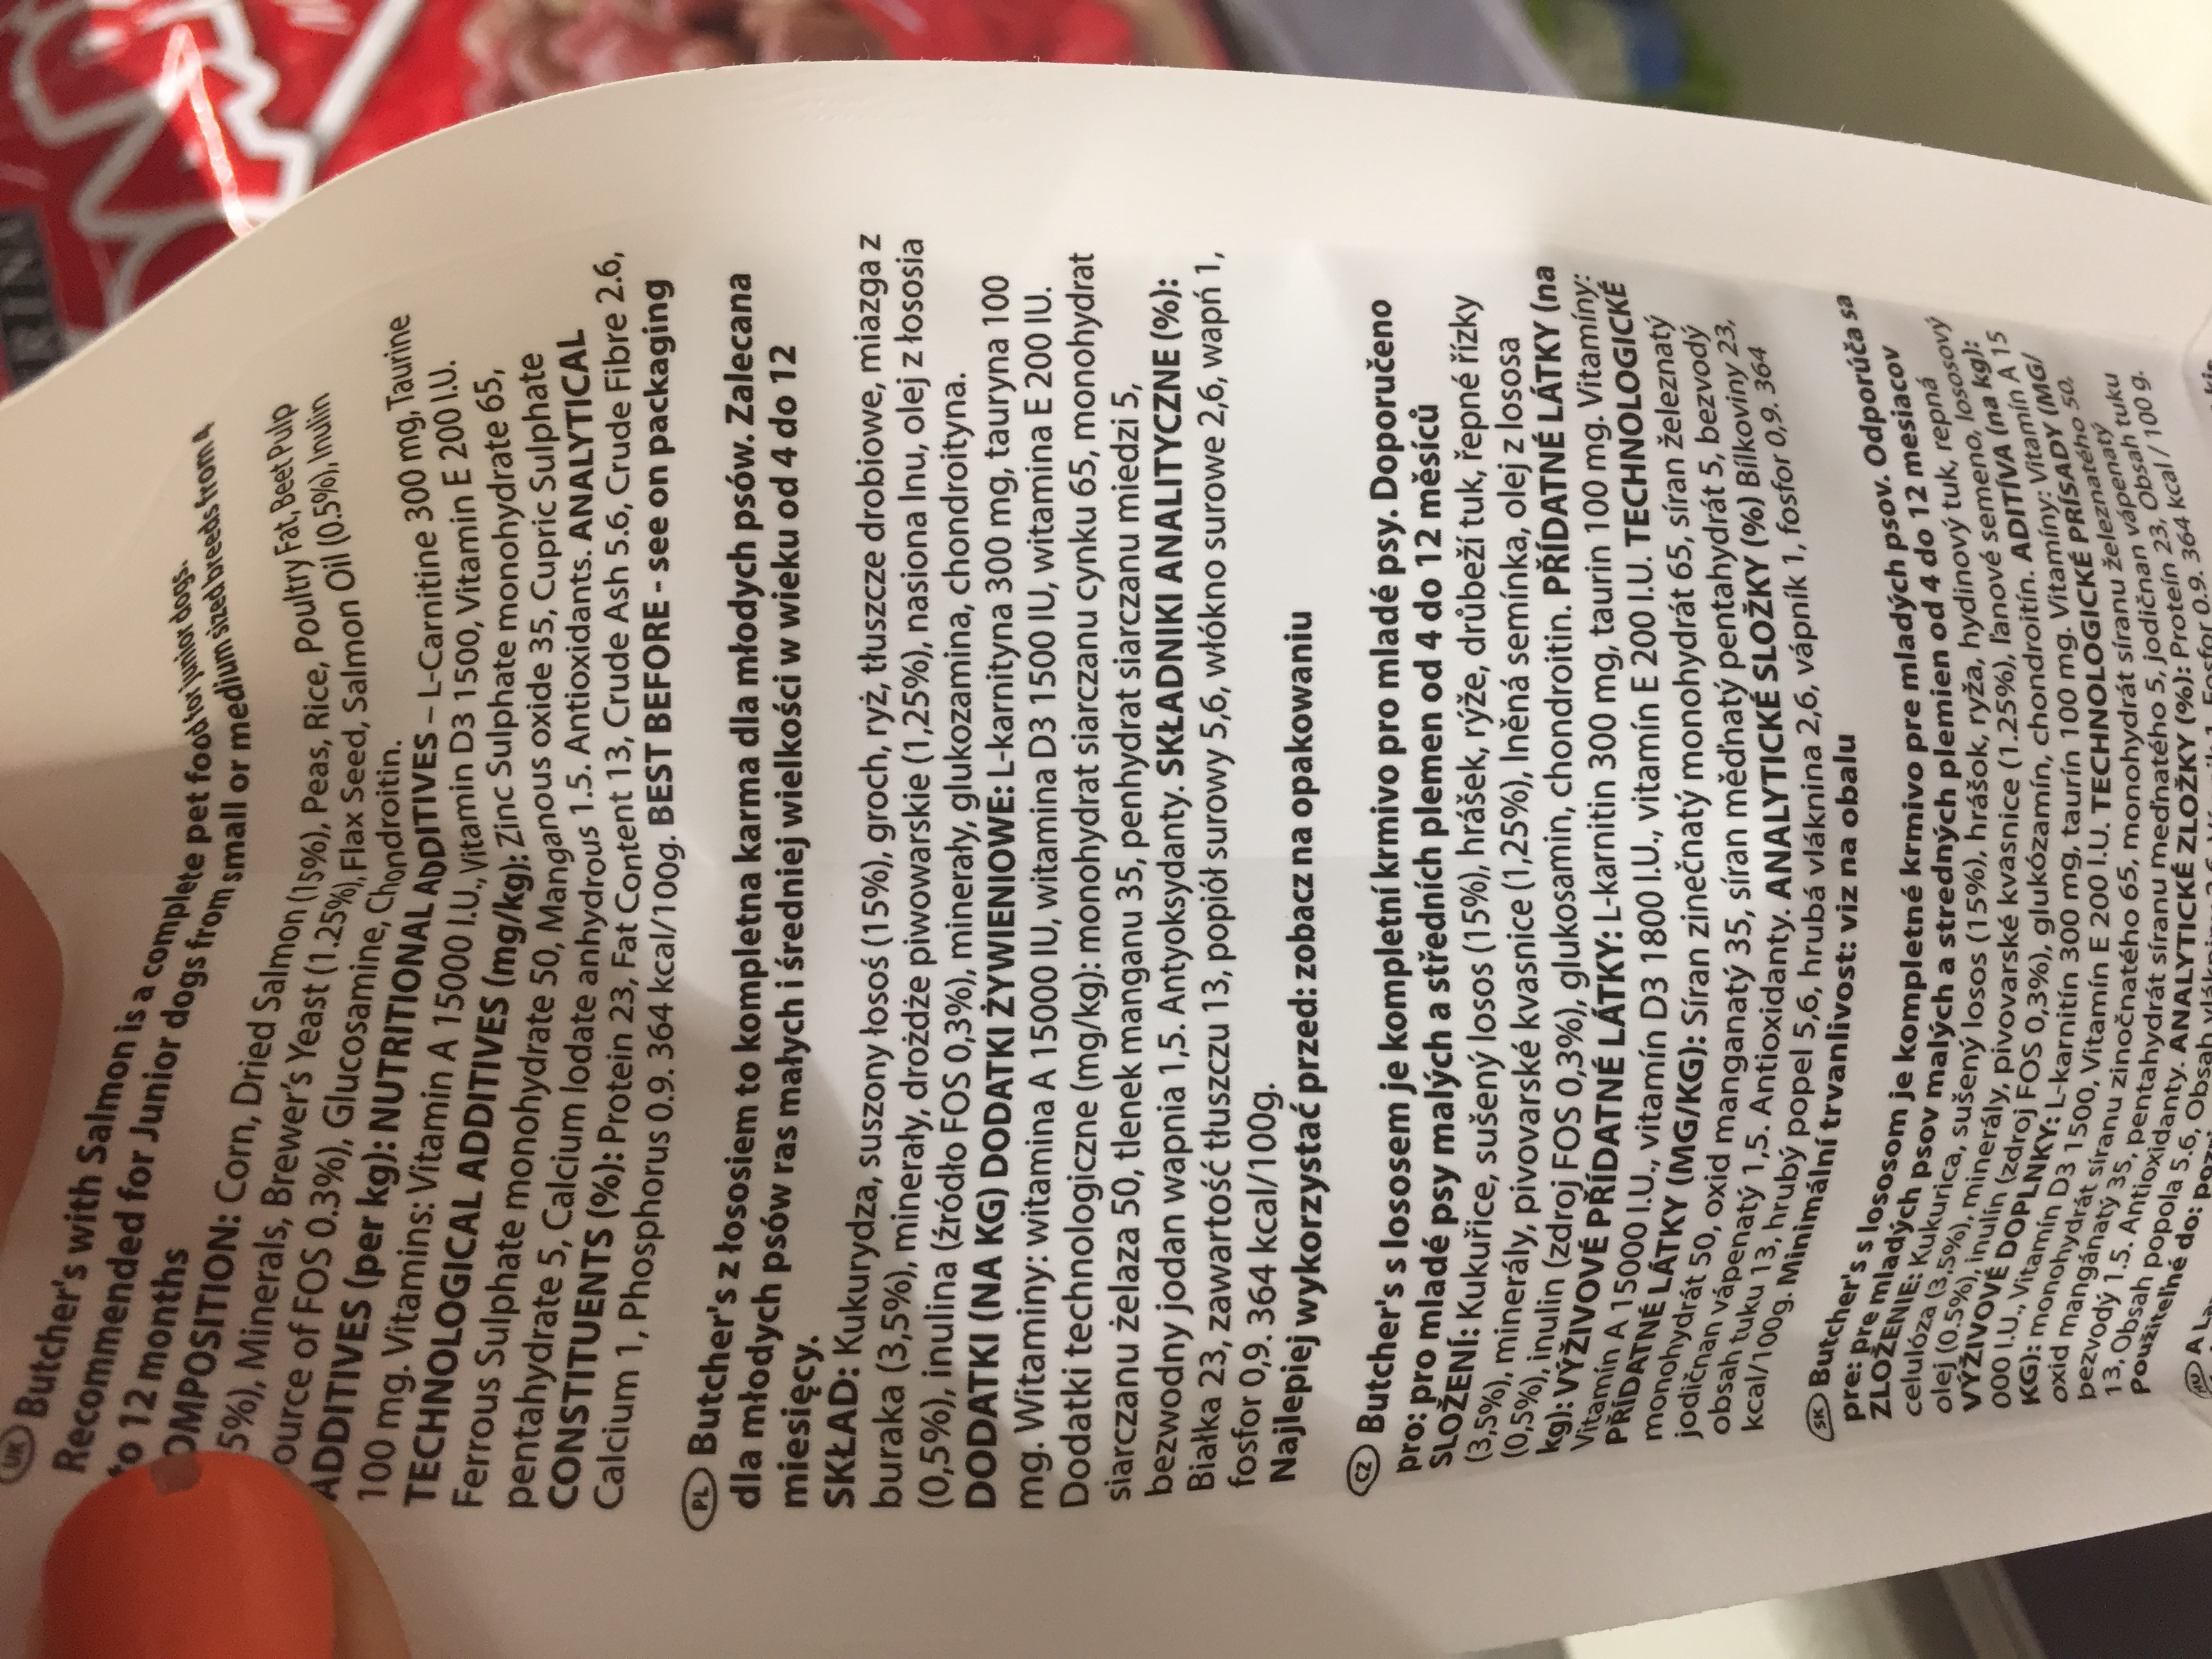 UK Butcher's with Salmon is a complete pet food for junior dogs.
Recommended for Junior dogs from small or medium sized breeds from 4
to 12 months
OMPOSITION: Corn, Dried Salmon (15%), Peas, Rice, Poultry Fat, Beet Pulp
5%), Minerals, Brewer's Yeast (1.25%), Flax Seed, Salmon Oil (0.5%), Inulin
ource of FOS 0.3%), Glucosamine, Chondroitin.
ADDITIVES (per kg): NUTRITIONAL ADDITIVES – L-Carnitine 300 mg, Taurine
100 mg. Vitamins: Vitamin A 15000 I.U., Vitamin D3 1500, Vitamin E 200 I.U.
TECHNOLOGICAL ADDITIVES (mg/kg): Zinc Sulphate monohydrate 65,
Ferrous Sulphate monohydrate 50, Manganous oxide 35, Cupric Sulphate
pentahydrate 5, Calcium Iodate anhydrous 1.5. Antioxidants. ANALYTICAL
CONSTITUENTS (%): Protein 23, Fat Content 13, Crude Ash 5.6, Crude Fibre 2.6,
Calcium 1, Phosphorus 0.9. 364 kcal/100g. BEST BEFORE - see on packaging
PL Butcher's z łososiem to kompletna karma dla młodych psów. Zalecana
dla młodych psów ras małych i średniej wielkości w wieku od 4 do 12
miesięcy.
SKŁAD: Kukurydza, suszony łosoś (15%), groch, ryż, tłuszcze drobiowe, miazga z
buraka (3,5%), minerały, drożdże piwowarskie (1,25%), nasiona lnu, olej z łososia
(0,5%), inulina (źródło FOS 0,3%), minerały, glukozamina, chondroityna.
DODATKI (NA KG) DODATKI ŻYWIENIOWE: L-karnityna 300 mg, tauryna 100
mg. Witaminy: witamina A 15000 IU, witamina D3 1500 IU, witamina E 200 IU.
Dodatki technologiczne (mg/kg): monohydrat siarczanu cynku 65, monohydrat
siarczanu żelaza 50, tlenek manganu 35, penhydrat siarczanu miedzi 5,
bezwodny jodan wapnia 1,5. Antyoksydanty. SKŁADNIKI ANALITYCZNE (%):
Białka 23, zawartość tłuszczu 13, popiół surowy 5,6, włókno surowe 2,6, wapń 1,
fosfor 0,9. 364 kcal/100g.
Najlepiej wykorzystać przed: zobacz na opakowaniu
CZ Butcher's s lososem je kompletní krmivo pro mladé psy. Doporučeno
pro: pro mladé psy malých a středních plemen od 4 do 12 měsíců
SLOŽENÍ: Kukuřice, sušený losos (15%), hrášek, rýže, drůbeží tuk, řepné řízky
(3,5%), minerály, pivovarské kvasnice (1,25%), lněná semínka, olej z lososa
(0,5%), inulin (zdroj FOS 0,3%), glukosamin, chondroitin. PŘÍDATNÉ LÁTKY (na
kg): VÝŽIVOVÉ PŘÍDATNÉ LÁTKY: L-karnitin 300 mg, taurin 100 mg. Vitamíny:
Vitamín A 15000 I.U., vitamín D3 1800 I.U., vitamín E 200 I.U. TECHNOLOGICKÉ
PŘÍDATNÉ LÁTKY (MG/KG): Síran zinečnatý monohydrát 65, síran železnatý
monohydrát 50, oxid manganatý 35, síran měďnatý pentahydrát 5, bezvodý
jodičnan vápenatý 1,5. Antioxidanty. ANALYTICKÉ SLOŽKY (%) Bílkoviny 23,
obsah tuku 13, hrubý popel 5,6, hrubá vláknina 2,6, vápník 1, fosfor 0,9. 364
kcal/100g. Minimální trvanlivost: viz na obalu
SK Butcher's s lososom je kompletné krmivo pre mladých psov. Odporúča sa
pre: pre mladých psov malých a stredných plemien od 4 do 12 mesiacov
ZLOŽENIE: Kukurica, sušený losos (15%), hrášok, ryža, hydinový tuk, repná
celulóza (3,5%), minerály, pivovarské kvasnice (1.25%), ľanové semeno, lososový
olej (0.5%), inulín (zdroj FOS 0,3%), glukózamín, chondroitín. ADITÍVA (na kg):
VÝŽIVOVÉ DOPLNKY: L-karnitín 300 mg, taurín 100 mg. Vitamíny: Vitamín A 15
000 I.U., Vitamín D3 1500, Vitamín E 200 I.U. TECHNOLOGICKÉ PRÍSADY (MG/
KG): monohydrát síranu zinočnatého 65, monohydrát síranu železnatého 50,
oxid mangánatý 35, pentahydrát síranu meďnatého 5, jodičnan vápenatý
bezvodý 1.5. Antioxidanty. ANALYTICKÉ ZLOŽKY (%): Proteín 23, Obsah tuku
13, Obsah popola 5.6, Obsah Fosfor 0.9. 364 kcal / 100 g.
Použiteľné do:
HU A